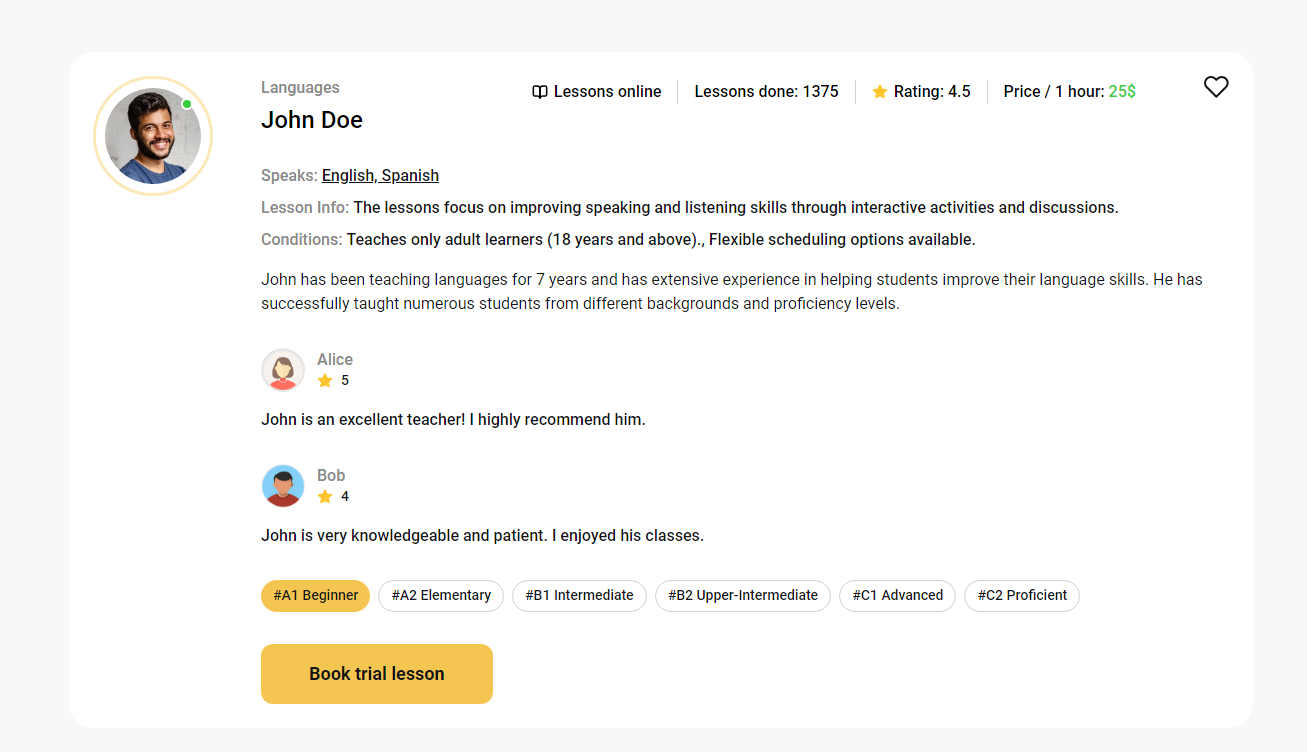 Languages
Lessons online
Lessons done: 1375
Rating: 4.5
Price / 1 hour: 25$
John Doe
Speaks: English, Spanish
Lesson Info: The lessons focus on improving speaking and listening skills through interactive activities and discussions.
Conditions: Teaches only adult learners (18 years and above)., Flexible scheduling options available.
John has been teaching languages for 7 years and has extensive experience in helping students improve their language skills. He has
successfully taught numerous students from different backgrounds and proficiency levels.
Alice
5
John is an excellent teacher! I highly recommend him.
Bob
4
John is very knowledgeable and patient. I enjoyed his classes.
#A1 Beginner
#A2 Elementary
#B1 Intermediate
#B2 Upper-Intermediate
#C1 Advanced
#C2 Proficient
Book trial lesson